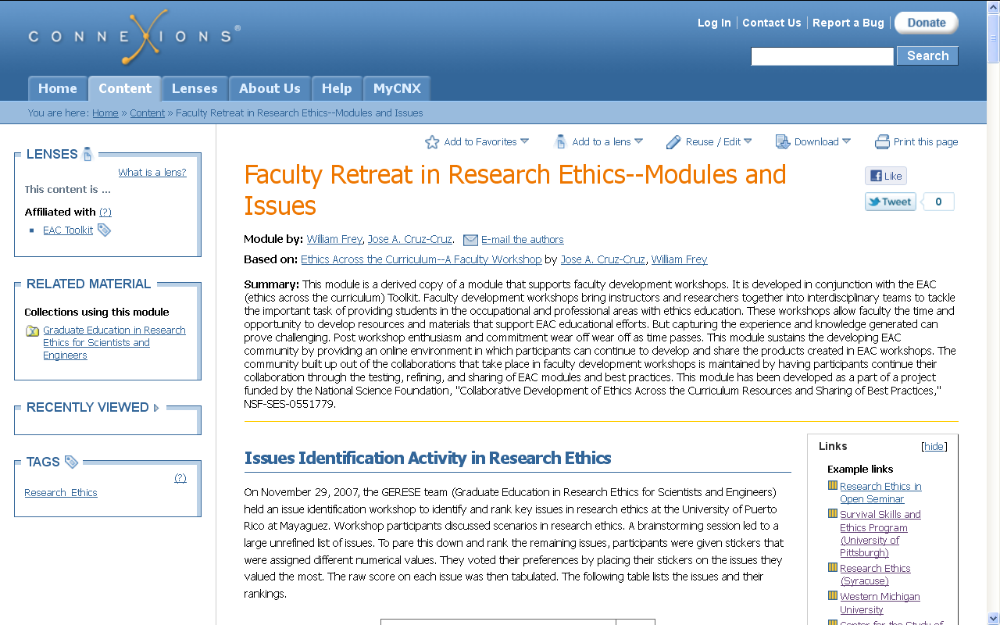 CONNEXIONS®
Log In Contact Us Report a Bug Donate
Search
Home Content Lenses About Us Help MyCNX
You are here: Home » Content » Faculty Retreat in Research Ethics--Modules and Issues
LENSES
What is a lens?
This content is ...
Affiliated with (?)
EAC Toolkit
RELATED MATERIAL
Collections using this module
Graduate Education in Research
Ethics for Scientists and
Engineers
RECENTLY VIEWED
TAGS
(?)
Research_Ethics
Add to Favorites Add to a lens Reuse / Edit Download Print this page
Faculty Retreat in Research Ethics--Modules and
Issues
Like
Tweet 0
Module by: William Frey, Jose A. Cruz-Cruz. E-mail the authors
Based on: Ethics Across the Curriculum--A Faculty Workshop by Jose A. Cruz-Cruz, William Frey
Summary: This module is a derived copy of a module that supports faculty development workshops. It is developed in conjunction with the EAC
(ethics across the curriculum) Toolkit. Faculty development workshops bring instructors and researchers together into interdisciplinary teams to tackle
the important task of providing students in the occupational and professional areas with ethics education. These workshops allow faculty the time and
opportunity to develop resources and materials that support EAC educational efforts. But capturing the experience and knowledge generated can
prove challenging. Post workshop enthusiasm and commitment wear off wear off as time passes. This module sustains the developing EAC
community by providing an online environment in which participants can continue to develop and share the products created in EAC workshops. The
community built up out of the collaborations that take place in faculty development workshops is maintained by having participants continue their
collaboration through the testing, refining, and sharing of EAC modules and best practices. This module has been developed as a part of a project
funded by the National Science Foundation, "Collaborative Development of Ethics Across the Curriculum Resources and Sharing of Best Practices,"
NSF-SES-0551779.
Issues Identification Activity in Research Ethics
On November 29, 2007, the GERESE team (Graduate Education in Research Ethics for Scientists and Engineers)
held an issue identification workshop to identify and rank key issues in research ethics at the University of Puerto
Rico at Mayaguez. Workshop participants discussed scenarios in research ethics. A brainstorming session led to a
large unrefined list of issues. To pare this down and rank the remaining issues, participants were given stickers that
were assigned different numerical values. They voted their preferences by placing their stickers on the issues they
valued the most. The raw score on each issue was then tabulated. The following table lists the issues and their
rankings.
Links [hide]
Example links
Research Ethics in
Open Seminar
Survival Skills and
Ethics Program
(University of
Pittsburgh)
Research Ethics
(Syracuse)
Western Michigan
University
Center for the Study of